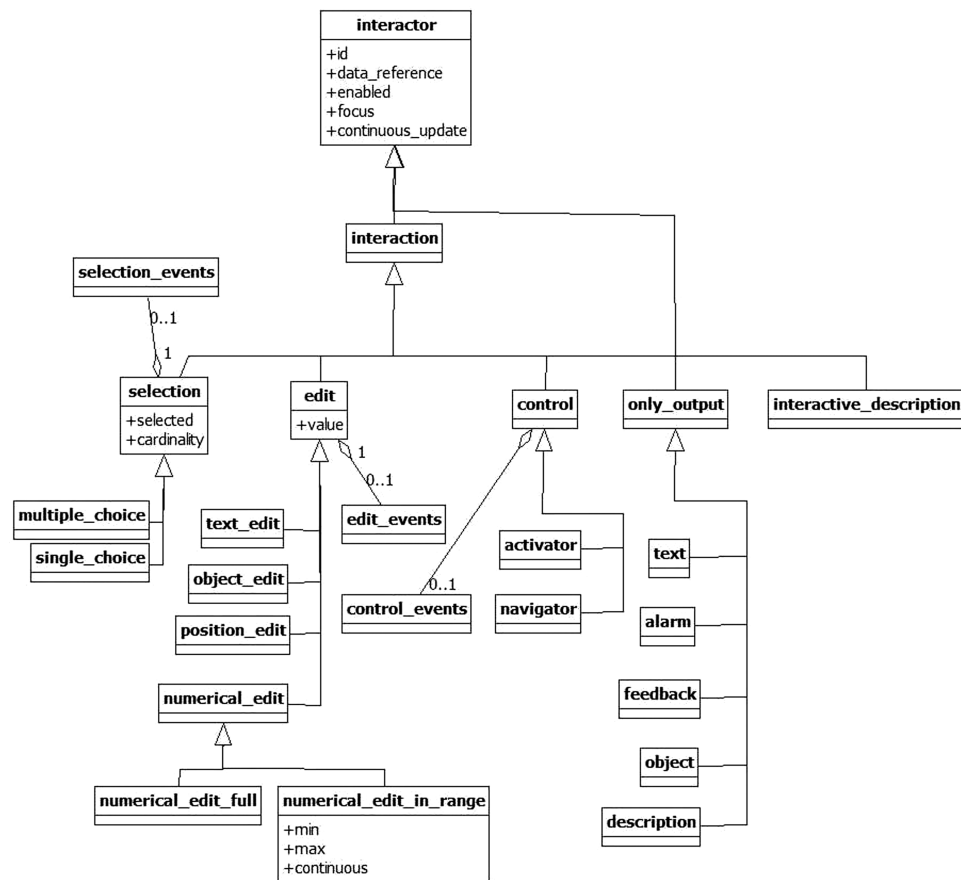 interactor
+id
+data_reference
+enabled
+focus
+continuous_update
interaction
selection_events
0..1
1
selection
+selected
+cardinality
edit
+value
control
only_output
interactive_description
1
0..1
multiple_choice
single_choice
text_edit
edit_events
object_edit
position_edit
numerical_edit
activator
0..1
control_events
navigator
text
alarm
feedback
object
description
numerical_edit_full
numerical_edit_in_range
+min
+max
+continuous